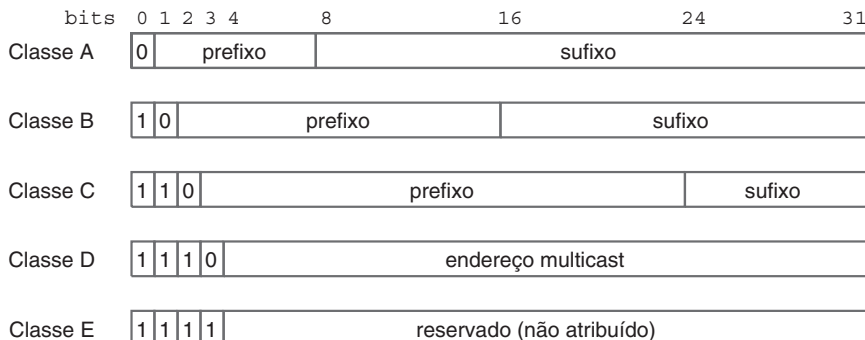 bits 0 1 2 3 4 8 16 24 31
Classe A 0 prefixo sufixo
Classe B 1 0 prefixo sufixo
Classe C 1 1 0 prefixo sufixo
Classe D 1 1 1 0 endereço multicast
Classe E 1 1 1 1 reservado (não atribuído)